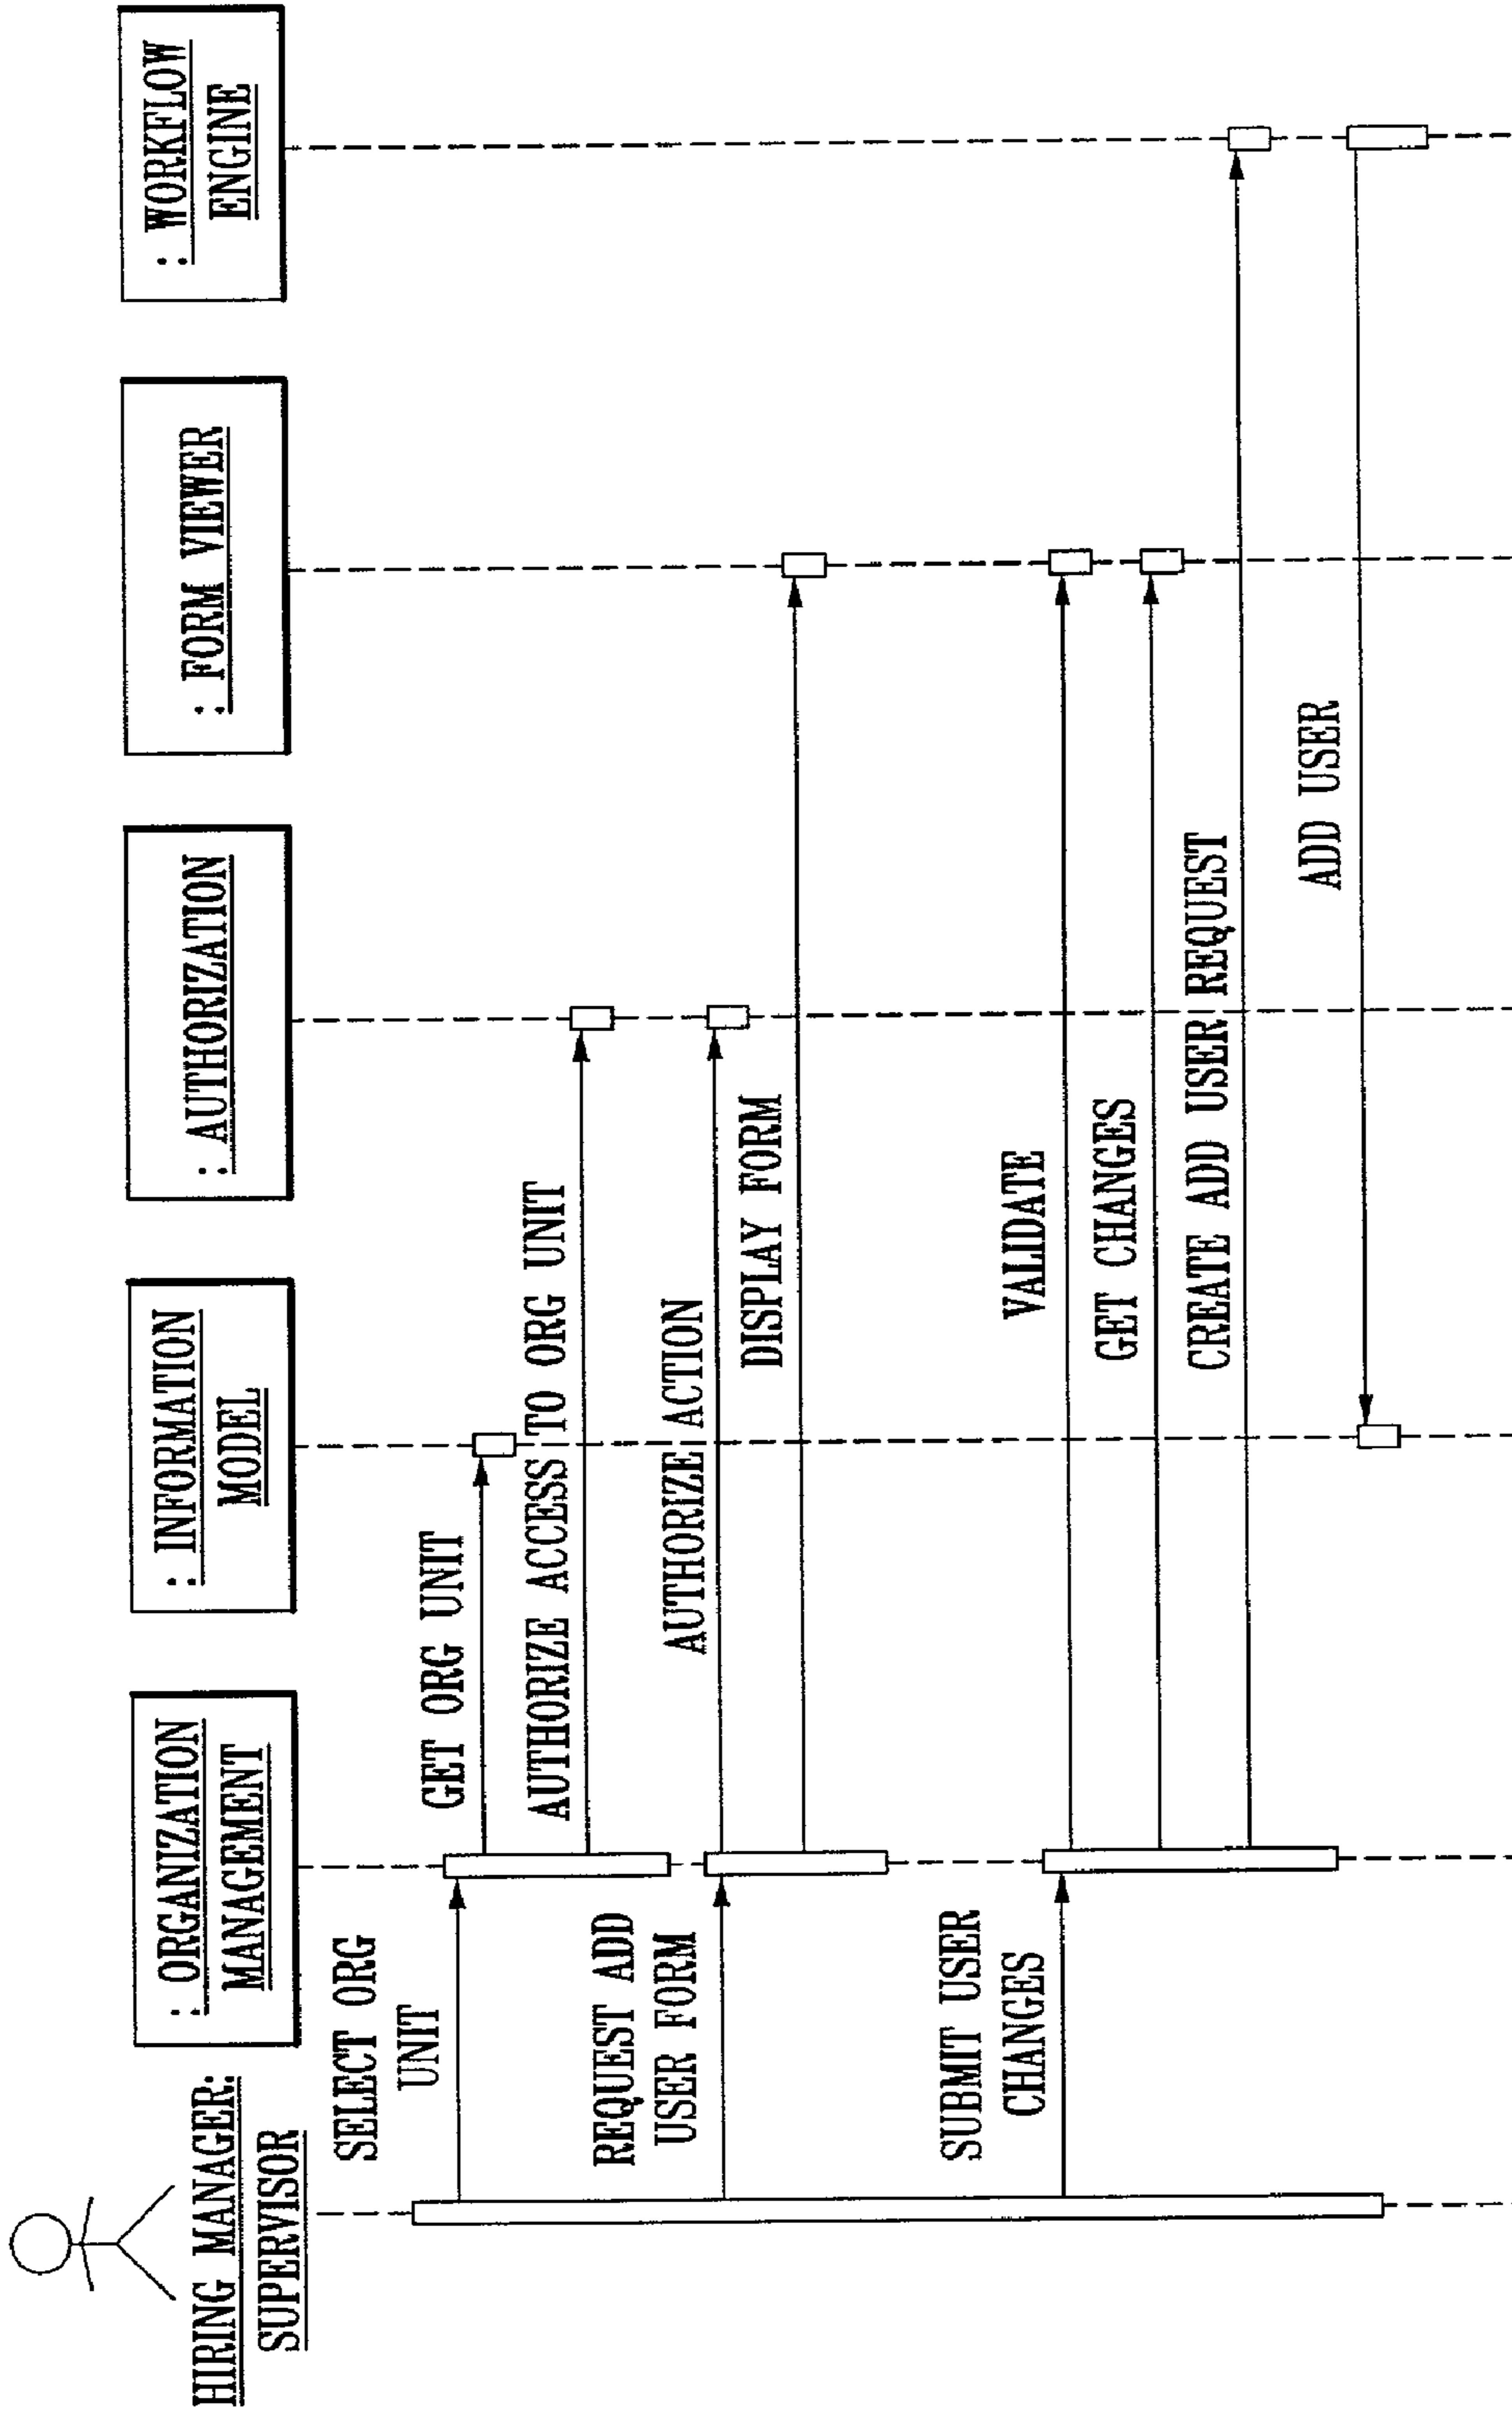 HIRING MANAGER:
SUPERVISOR
: ORGANIZATION
MANAGEMENT
: INFORMATION
MODEL
: AUTHORIZATION
: FORM VIEWER
: WORKFLOW
ENGINE
SELECT ORG
UNIT
GET ORG UNIT
AUTHORIZE ACCESS TO ORG UNIT
REQUEST ADD
USER FORM
AUTHORIZE ACTION
DISPLAY FORM
SUBMIT USER
CHANGES
VALIDATE
GET CHANGES
CREATE ADD USER REQUEST
ADD USER